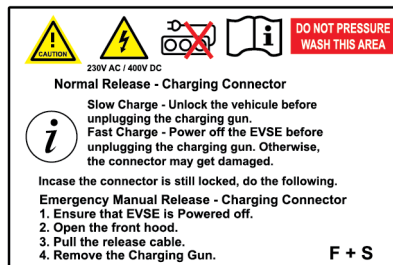 DO NOT PRESSURE
WASH THIS AREA
CAUTION
230V AC / 400V DC
Normal Release - Charging Connector
Slow Charge - Unlock the vehicule before
unplugging the charging gun.
Fast Charge - Power off the EVSE before
unplugging the charging gun. Otherwise,
the connector may get damaged.
i
Incase the connector is still locked, do the following.
Emergency Manual Release - Charging Connector
1. Ensure that EVSE is Powered off.
2. Open the front hood.
3. Pull the release cable.
4. Remove the Charging Gun.
F + S